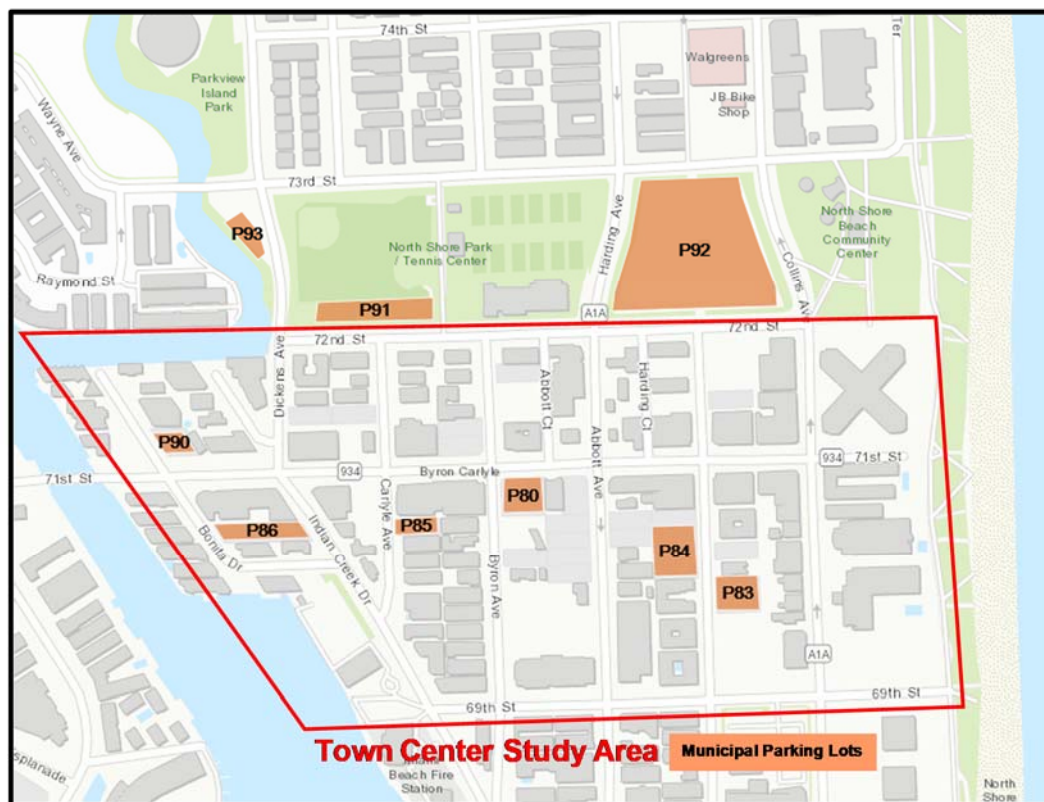 74th St
Ter
Walgreens
JB Bike
Shop
Parkview
Island
Park
Wayne Ave
73rd St
P93
North Shore Park
/ Tennis Center
Harding Ave
P92
Collins Ave
North Shore
Beach
Community
Center
Raymond St
P91
A1A
72nd St
72nd St
Dickens Ave
Abbott Ct
Harding Ct
P90
Abbott Ave
71st St
934
Byron Carlyle
934
71st St
P86
Bonita Dr
Indian Creek Dr
Carlyle Ave
P85
P80
Byron Ave
P84
P83
A1A
69th St
69th St
Town Center Study Area
Municipal Parking Lots
Beach Fire
Station
North
Shore